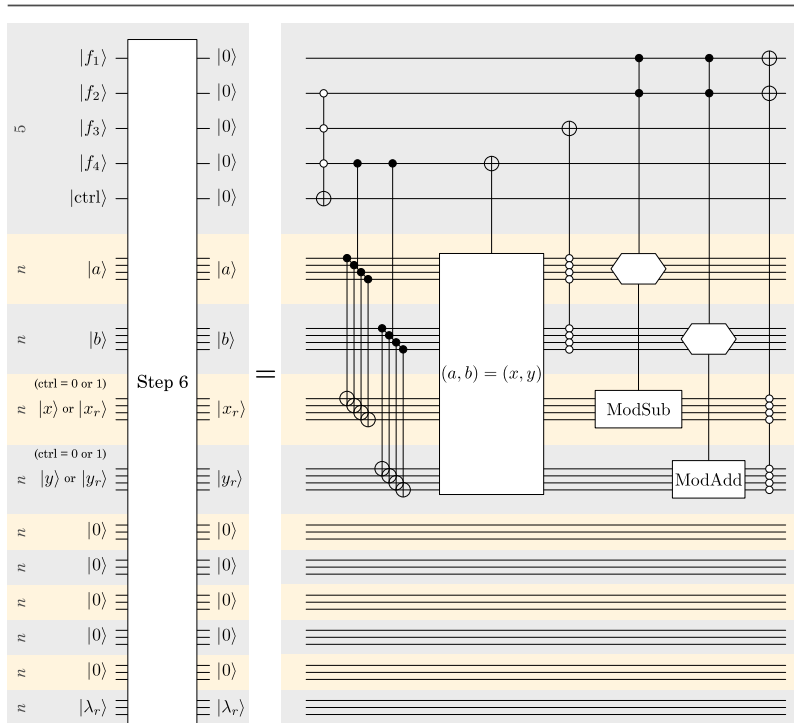 |f₁⟩ |0⟩
|f₂⟩ |0⟩
5 |f₃⟩ |0⟩
|f₄⟩ |0⟩
|ctrl⟩ |0⟩
n |a⟩ |a⟩
n |b⟩ |b⟩
=
Step 6
(a, b) = (x, y)
(ctrl = 0 or 1)
n |x⟩ or |xᵣ⟩ |xᵣ⟩ ModSub
(ctrl = 0 or 1)
n |y⟩ or |yᵣ⟩ |yᵣ⟩ ModAdd
n |0⟩ |0⟩
n |0⟩ |0⟩
n |0⟩ |0⟩
n |0⟩ |0⟩
n |0⟩ |0⟩
n |λᵣ⟩ |λᵣ⟩